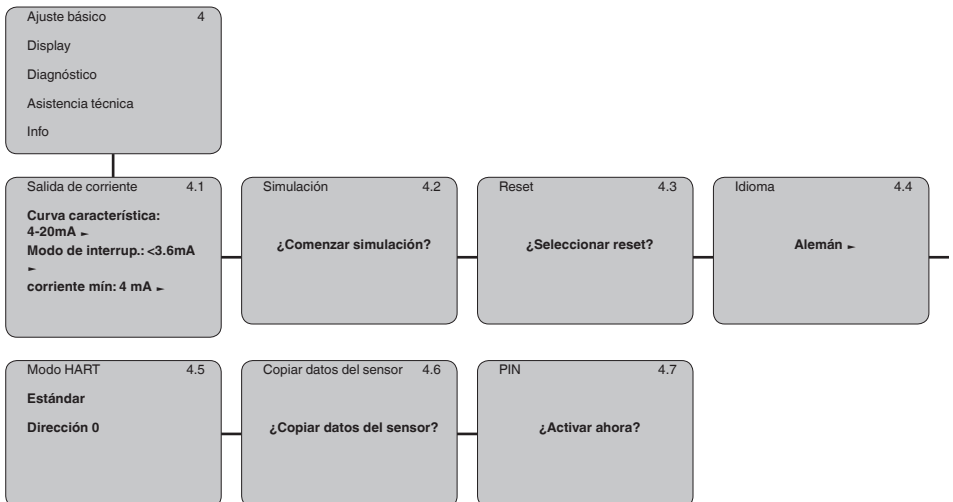 Ajuste básico 4
Display
Diagnóstico
Asistencia técnica
Info
Salida de corriente 4.1
Curva característica:
4-20mA ►
Modo de interrup.: <3.6mA
►
corriente mín: 4 mA ►
Simulación 4.2
¿Comenzar simulación?
Reset 4.3
¿Seleccionar reset?
Idioma 4.4
Alemán ►
Modo HART 4.5
Estándar
Dirección 0
Copiar datos del sensor 4.6
¿Copiar datos del sensor?
PIN 4.7
¿Activar ahora?